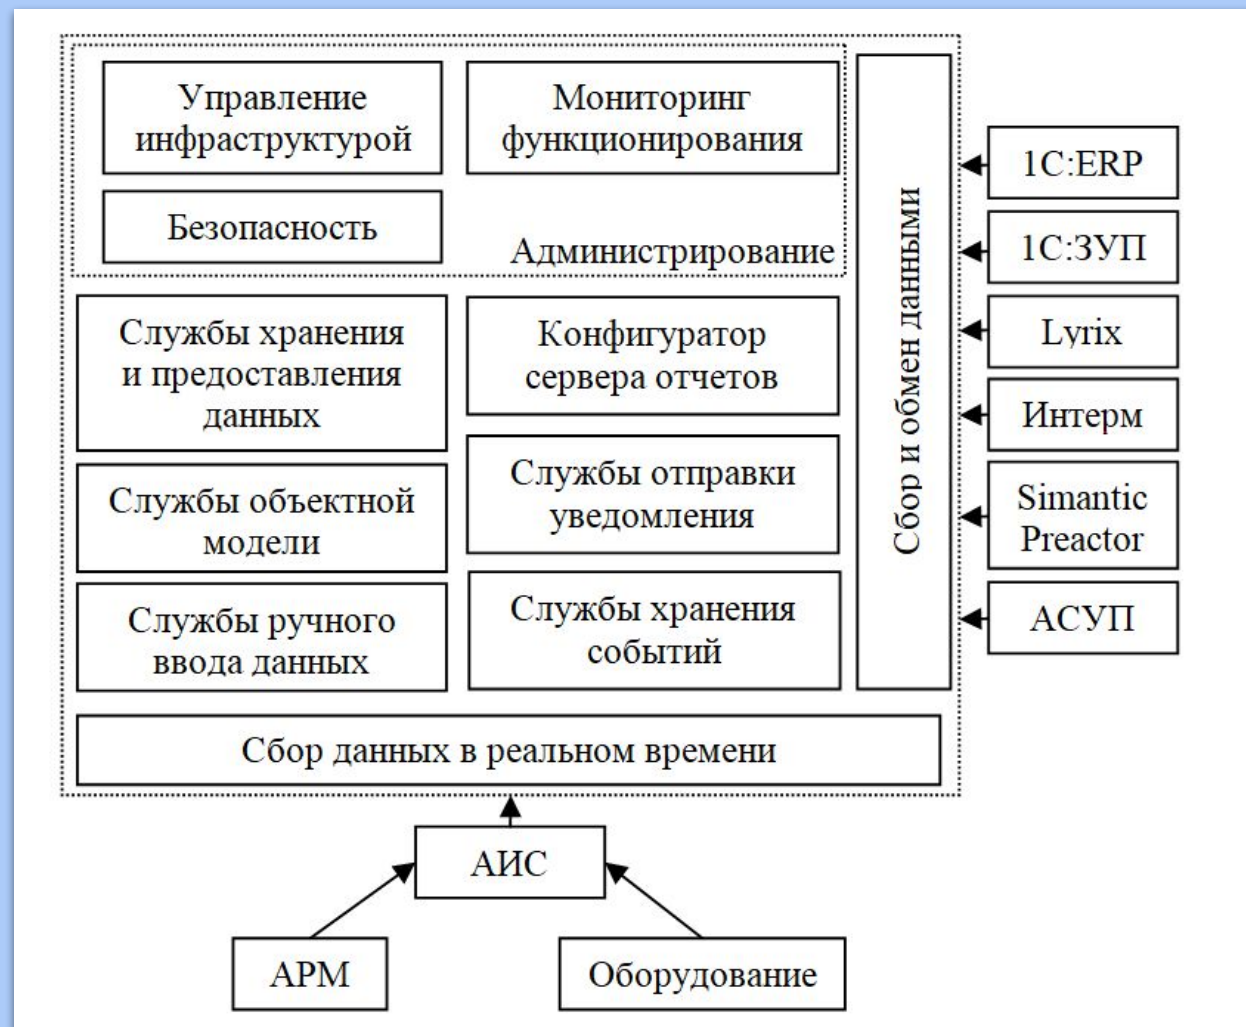 Управление
инфраструктурой
Мониторинг
функционирования
Безопасность
Администрирование
Службы хранения
и предоставления
данных
Конфигуратор
сервера отчетов
Службы объектной
модели
Службы отправки
уведомления
Службы ручного
ввода данных
Службы хранения
событий
Сбор и обмен данными
Сбор данных в реальном времени
1С:ERP
1С:ЗУП
Lyrix
Интерм
Simantic
Preactor
АСУП
АИС
АРМ
Оборудование